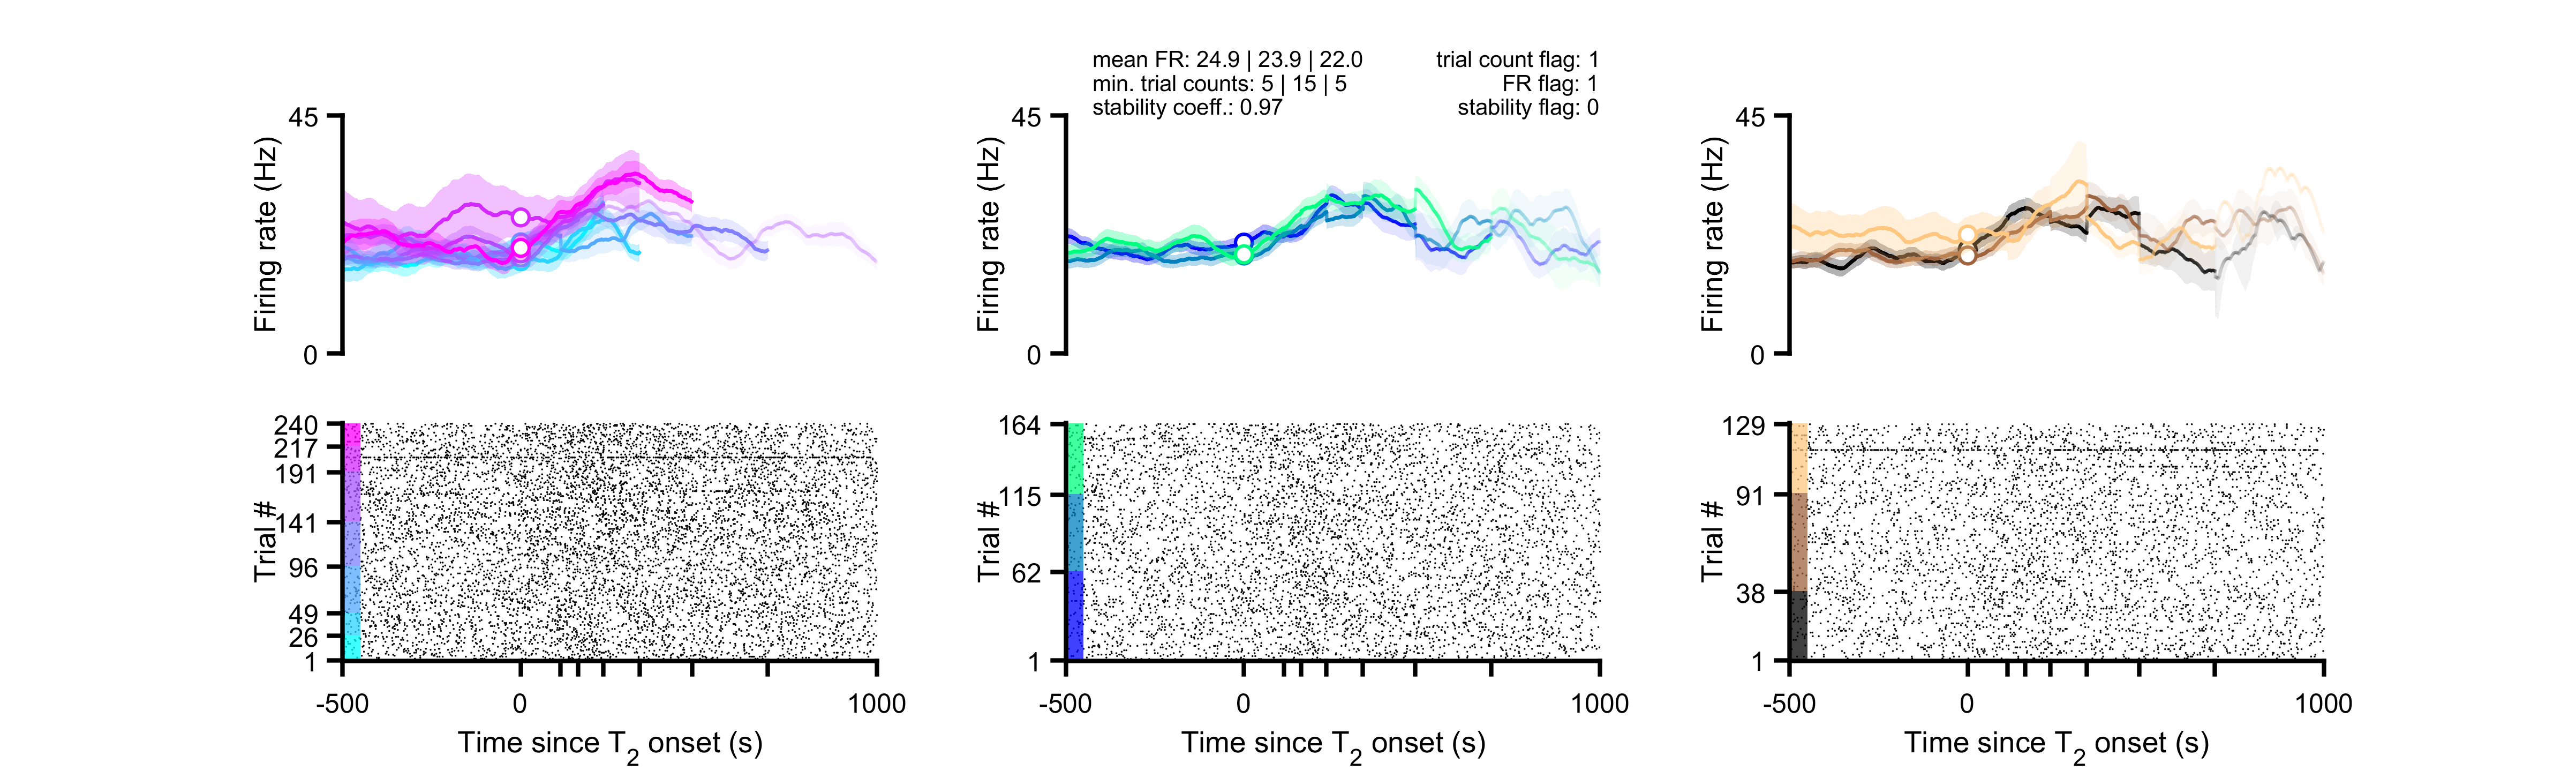 mean FR: 24.9 | 23.9 | 22.0
min. trial counts: 5 | 15 | 5
stability coeff.: 0.97
trial count flag: 1
FR flag: 1
stability flag: 0
45
Firing rate (Hz)
0
45
Firing rate (Hz)
0
45
Firing rate (Hz)
0
240
217
191
141
96
49
26
1
Trial #
-500
0
1000
Time since T2 onset (s)
164
115
62
1
Trial #
-500
0
1000
Time since T2 onset (s)
129
91
38
1
Trial #
-500
0
1000
Time since T2 onset (s)